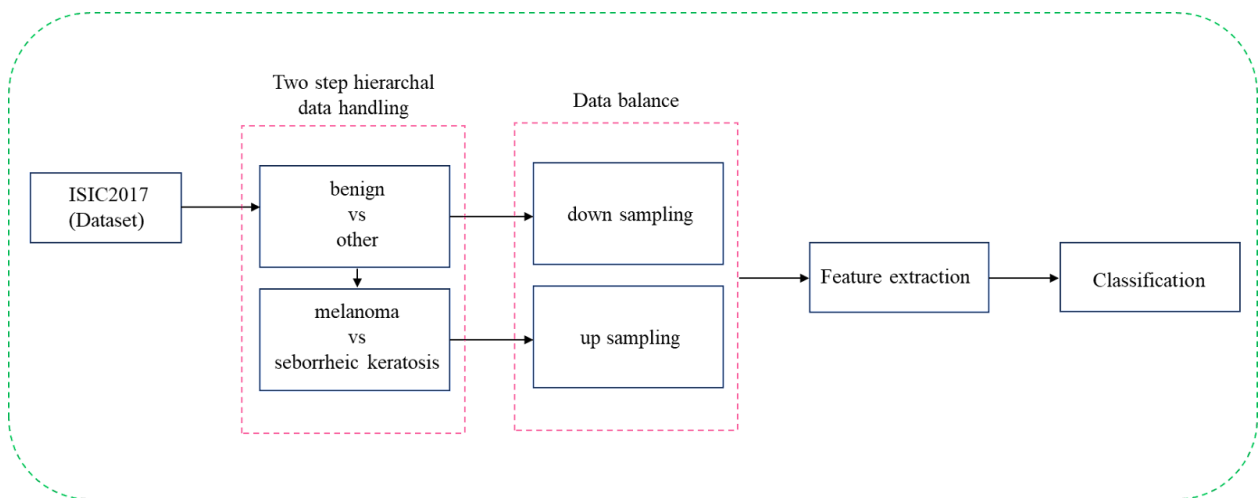 Two step hierarchal
data handling
Data balance
ISIC2017
(Dataset)
benign
vs
other
down sampling
melanoma
vs
seborrheic keratosis
up sampling
Feature extraction
Classification